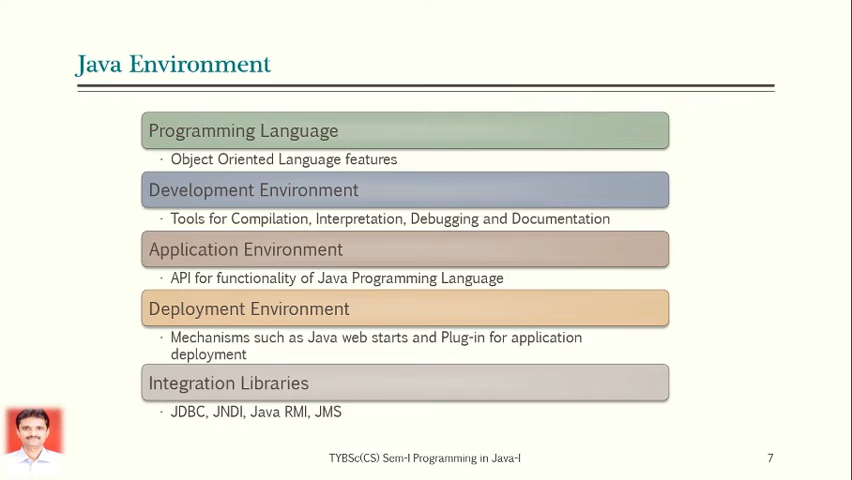 Java Environment
Programming Language
· Object Oriented Language features
Development Environment
· Tools for Compilation, Interpretation, Debugging and Documentation
Application Environment
· API for functionality of Java Programming Language
Deployment Environment
· Mechanisms such as Java web starts and Plug-in for application
deployment
Integration Libraries
· JDBC, JNDI, Java RMI, JMS
TYBSc(CS) Sem-I Programming in Java-I
7